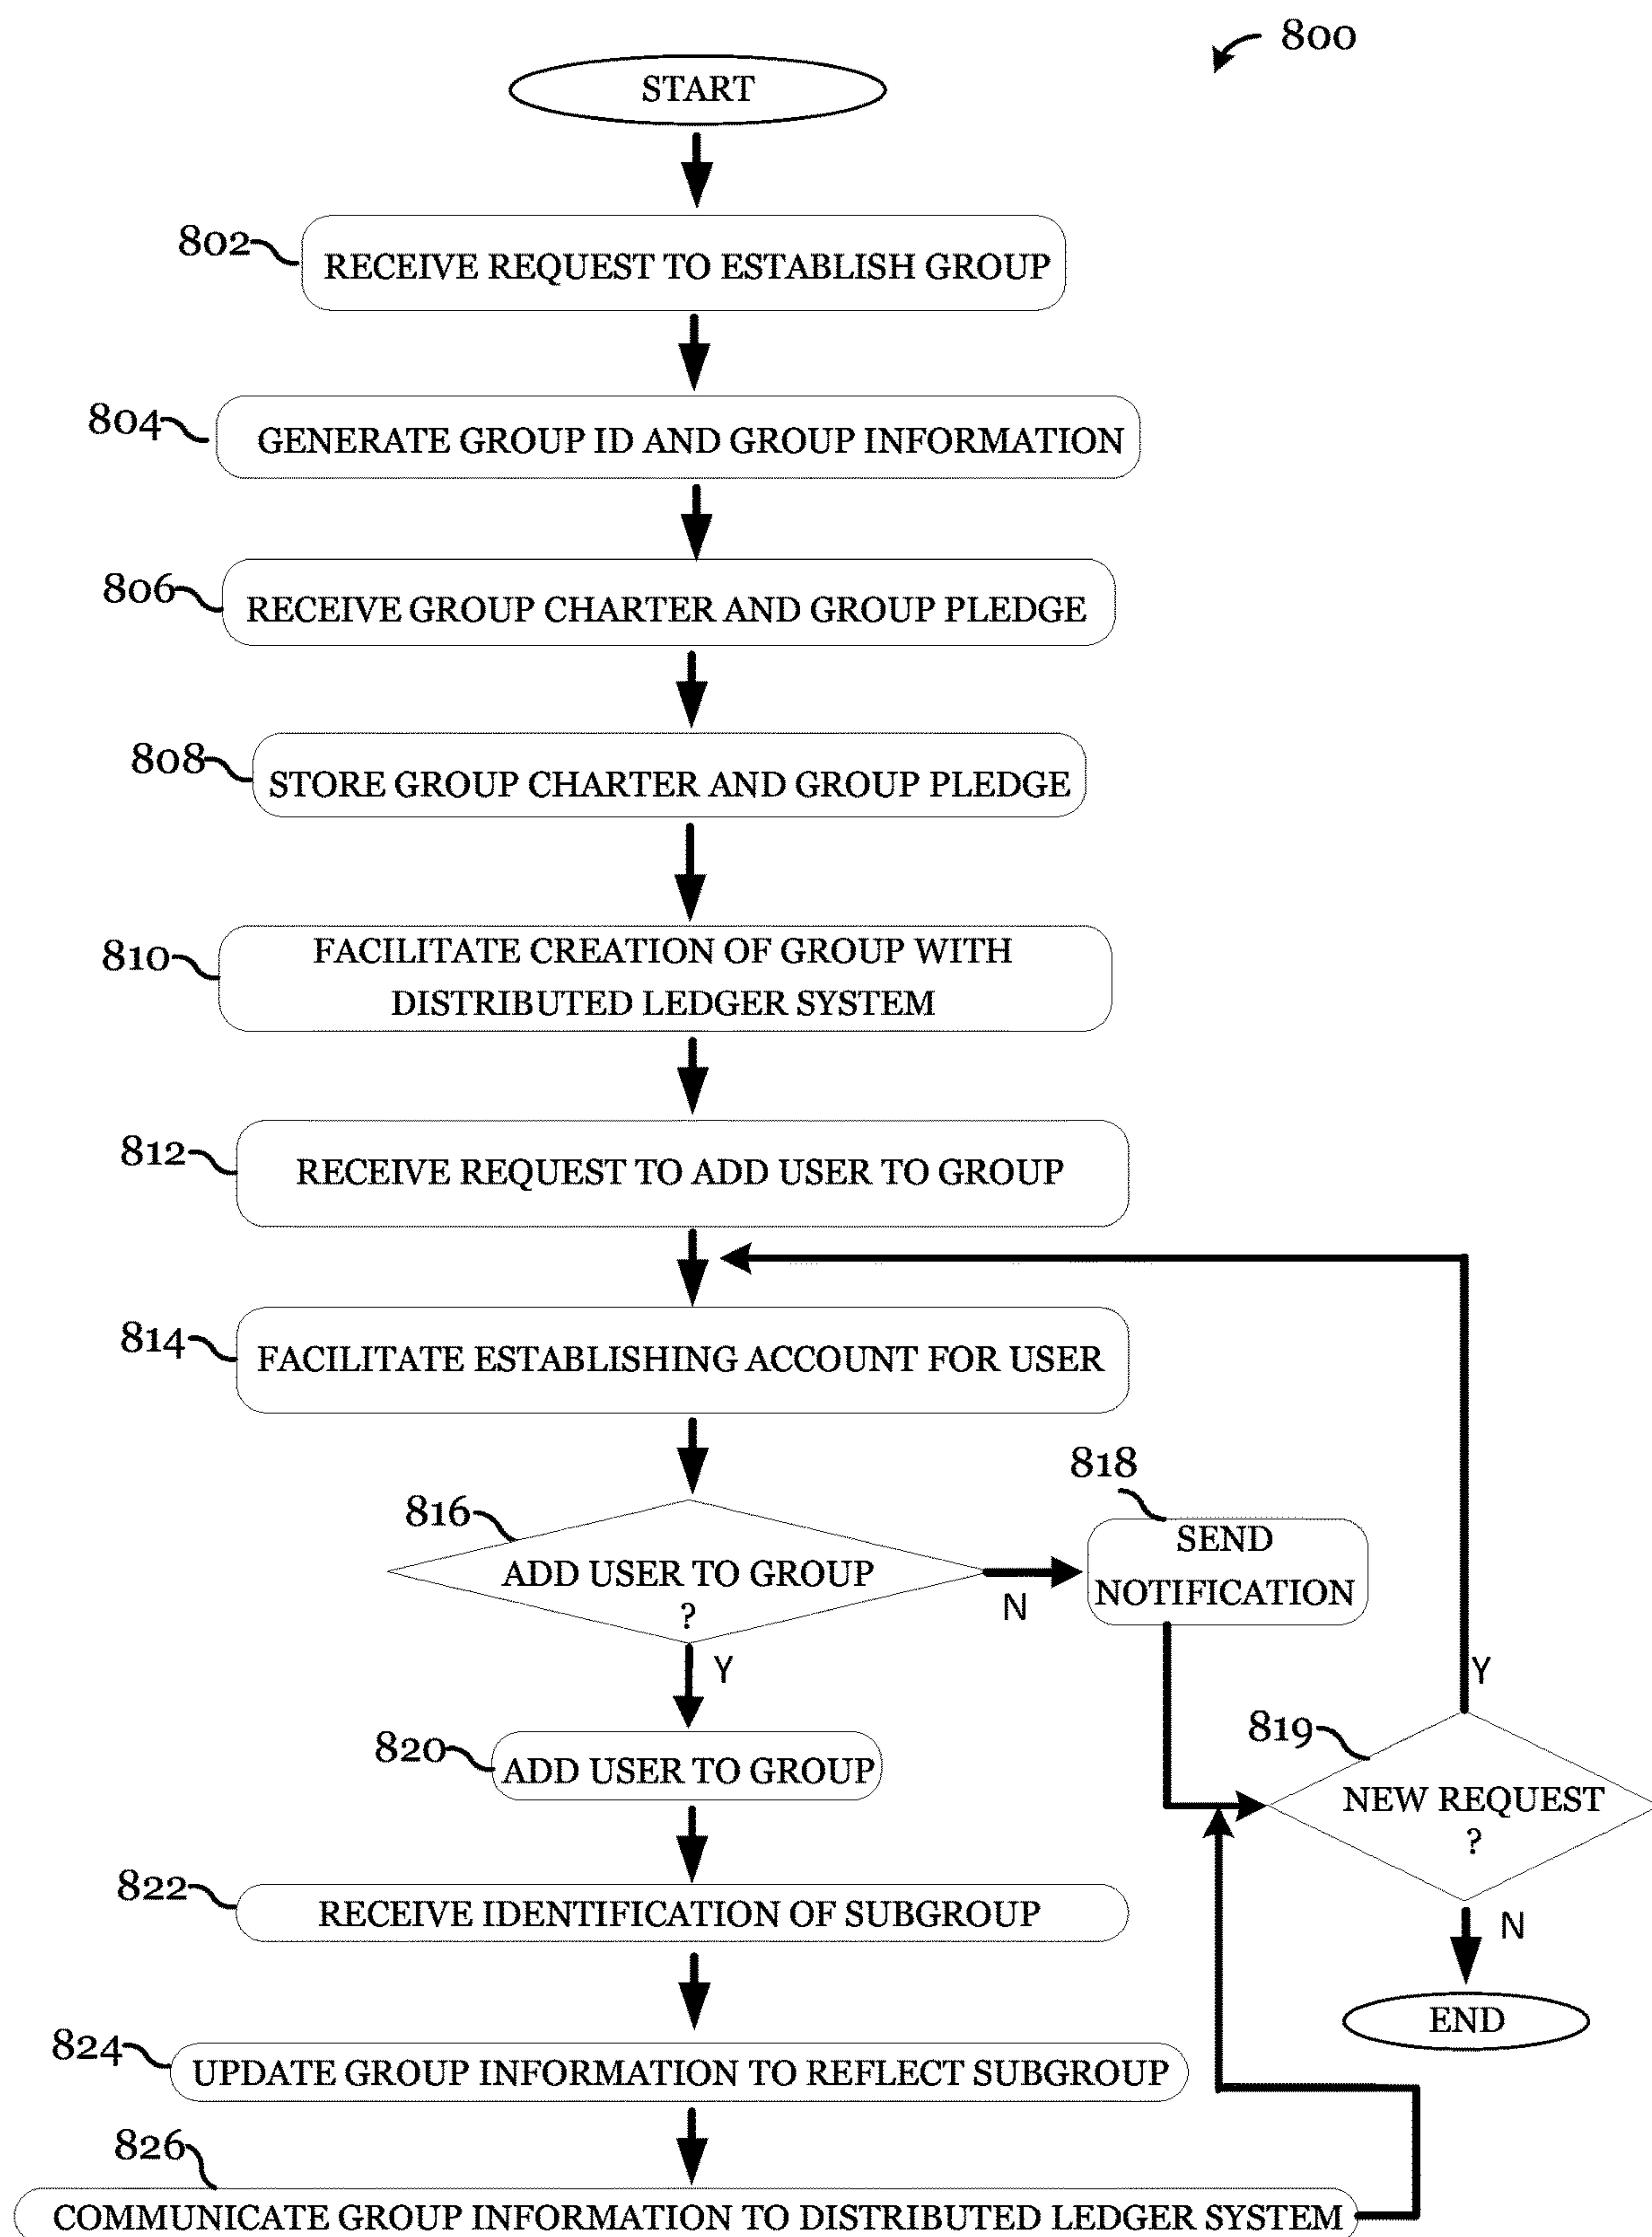 800
START
802
RECEIVE REQUEST TO ESTABLISH GROUP
804
GENERATE GROUP ID AND GROUP INFORMATION
806
RECEIVE GROUP CHARTER AND GROUP PLEDGE
808
STORE GROUP CHARTER AND GROUP PLEDGE
810
FACILITATE CREATION OF GROUP WITH
DISTRIBUTED LEDGER SYSTEM
812
RECEIVE REQUEST TO ADD USER TO GROUP
814
FACILITATE ESTABLISHING ACCOUNT FOR USER
816
ADD USER TO GROUP
?
N
Y
818
SEND
NOTIFICATION
819
NEW REQUEST
?
Y
N
END
820
ADD USER TO GROUP
822
RECEIVE IDENTIFICATION OF SUBGROUP
824
UPDATE GROUP INFORMATION TO REFLECT SUBGROUP
826
COMMUNICATE GROUP INFORMATION TO DISTRIBUTED LEDGER SYSTEM